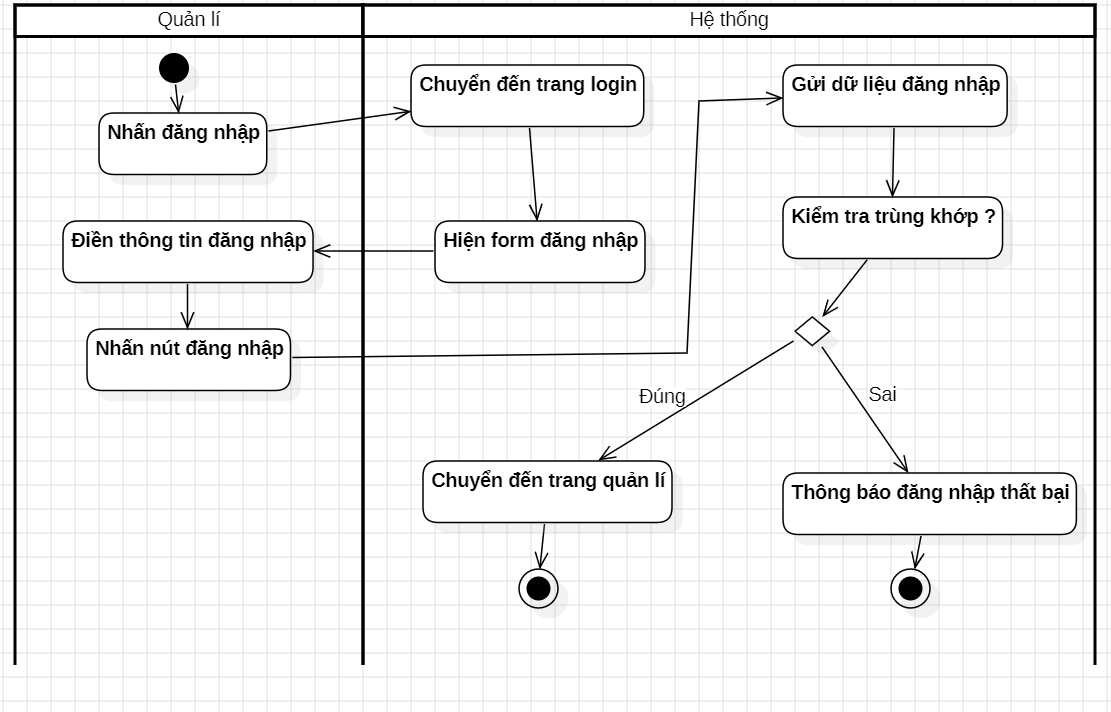 Quản lí
Hệ thống
Nhấn đăng nhập
Chuyển đến trang login
Gửi dữ liệu đăng nhập
Điền thông tin đăng nhập
Hiện form đăng nhập
Kiểm tra trùng khớp ?
Nhấn nút đăng nhập
Đúng
Sai
Chuyển đến trang quản lí
Thông báo đăng nhập thất bại